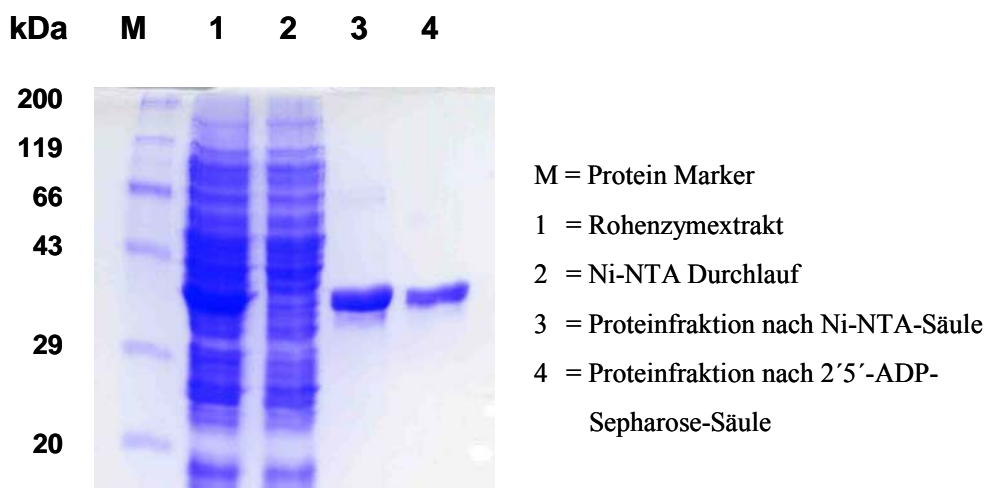 kDa M 1 2 3 4
200
119
66
43
29
20
M = Protein Marker
1 = Rohenzymextrakt
2 = Ni-NTA Durchlauf
3 = Proteinfraktion nach Ni-NTA-Säule
4 = Proteinfraktion nach 2´5´-ADP-
Sepharose-Säule